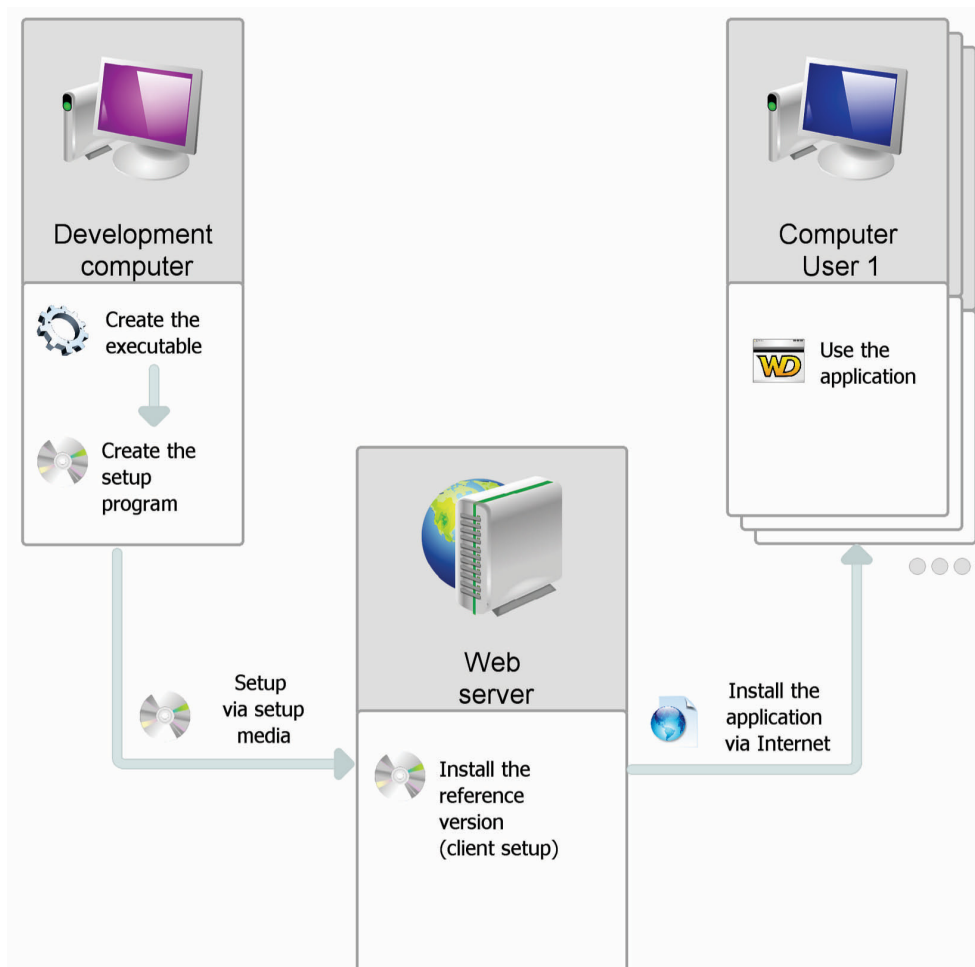 Development
computer
Create the
executable
Create the
setup
program
Setup
via setup
media
Web
server
Install the
reference
version
(client setup)
Install the
application
via Internet
Computer
User 1
WD
Use the
application